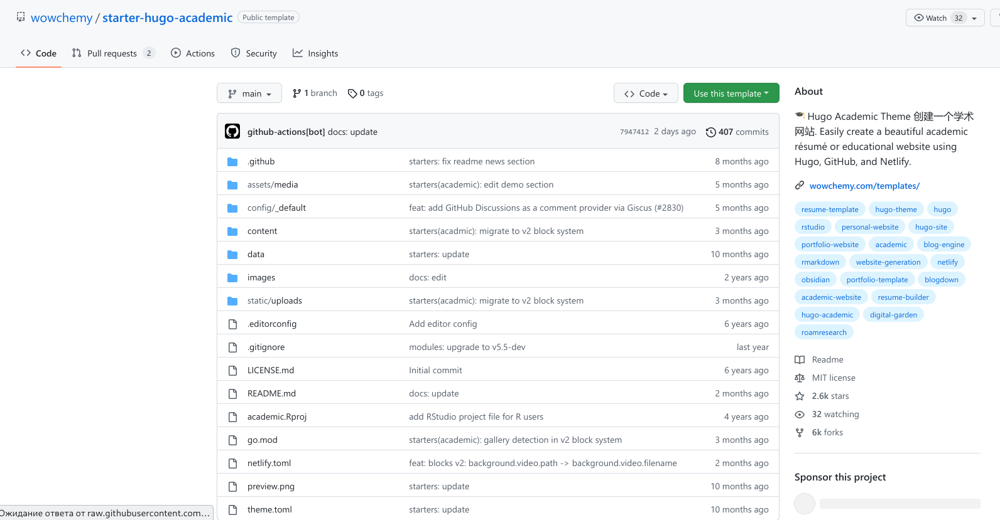 wowchemy / starter-hugo-academic Public template
Watch 32
Code Pull requests 2 Actions Security Insights
main 1 branch 0 tags Code Use this template
github-actions[bot] docs: update 7947412 2 days ago 407 commits
.github starters: fix readme news section 8 months ago
assets/media starters(academic): edit demo section 5 months ago
config/_default feat: add GitHub Discussions as a comment provider via Giscus (#2830) 5 months ago
content starters(acadmic): migrate to v2 block system 3 months ago
data starters: update 10 months ago
images docs: edit 2 years ago
static/uploads starters(acadmic): migrate to v2 block system 3 months ago
.editorconfig Add editor config 6 years ago
.gitignore modules: upgrade to v5.5-dev last year
LICENSE.md Initial commit 6 years ago
README.md docs: update 2 months ago
academic.Rproj add RStudio project file for R users 4 years ago
go.mod starters(academic): gallery detection in v2 block system 3 months ago
netlify.toml feat: blocks v2: background.video.path -> background.video.filename 2 months ago
preview.png starters: update 10 months ago
theme.toml starters: update 10 months ago
About
🎓 Hugo Academic Theme 创建一个学术
网站. Easily create a beautiful academic
résumé or educational website using
Hugo, GitHub, and Netlify.
wowchemy.com/templates/
resume-template hugo-theme hugo
rstudio personal-website hugo-site
portfolio-website academic blog-engine
rmarkdown website-generation netlify
obsidian portfolio-template blogdown
academic-website resume-builder
hugo-academic digital-garden
roamresearch
Readme
MIT license
2.6k stars
32 watching
6k forks
Sponsor this project
Ожидание ответа от raw.githubusercontent.com...